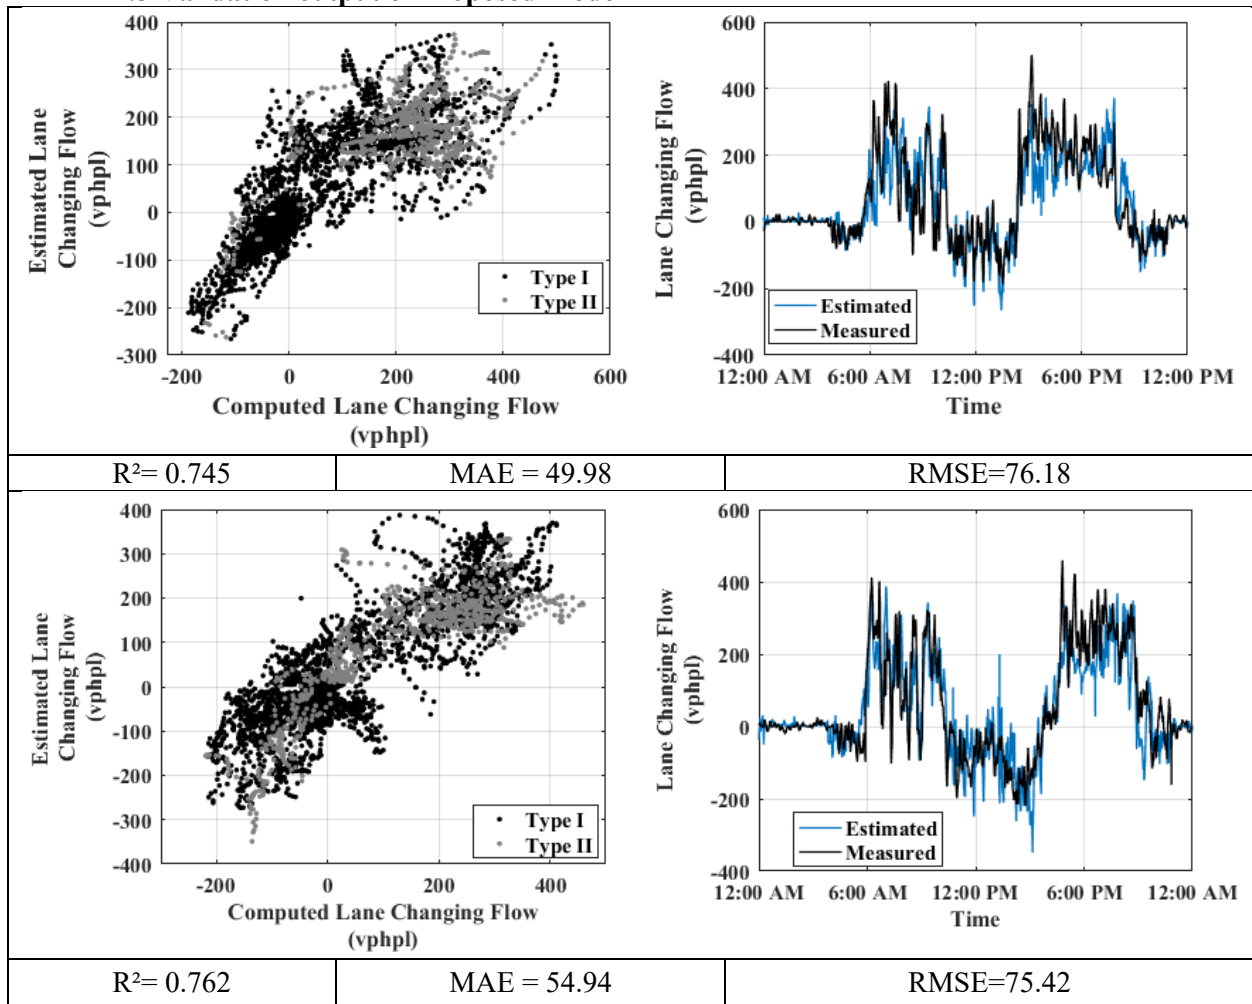 400
300
200
100
0
-100
-200
-300
Estimated Lane
Changing Flow
(vphpl)
Type I
Type II
-200 0 200 400 600
Computed Lane Changing Flow
(vphpl)
600
400
200
0
-200
-400
Lane Changing Flow
(vphpl)
Estimated
Measured
12:00 AM 6:00 AM 12:00 PM 6:00 PM 12:00 PM
Time
R²= 0.745 MAE = 49.98 RMSE=76.18
400
300
200
100
0
-100
-200
-300
-400
Estimated Lane
Changing Flow
(vphpl)
Type I
Type II
-200 0 200 400
Computed Lane Changing Flow
(vphpl)
600
400
200
0
-200
-400
Lane Changing Flow
(vphpl)
Estimated
Measured
12:00 AM 6:00 AM 12:00 PM 6:00 PM 12:00 AM
Time
R²= 0.762 MAE = 54.94 RMSE=75.42